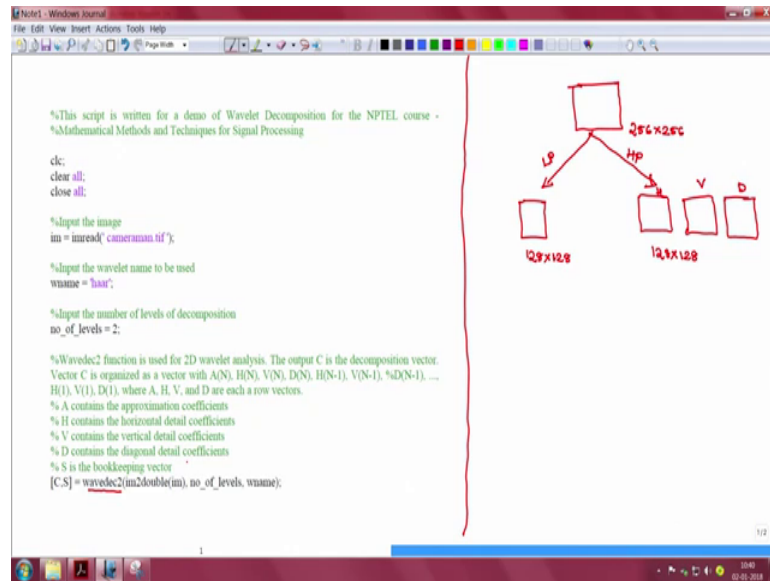 Note1 - Windows Journal
File Edit View Insert Actions Tools Help
Page Width
%This script is written for a demo of Wavelet Decomposition for the NPTEL course -
%Mathematical Methods and Techniques for Signal Processing
clc;
clear all;
close all;
%Input the image
im = imread(' cameraman.tif ');
%Input the wavelet name to be used
wname = 'haar';
%Input the number of levels of decomposition
no_of_levels = 2;
%Wavedec2 function is used for 2D wavelet analysis. The output C is the decomposition vector.
Vector C is organized as a vector with A(N), H(N), V(N), D(N), H(N-1), V(N-1), %D(N-1), ...,
H(1), V(1), D(1), where A, H, V, and D are each a row vectors.
% A contains the approximation coefficients
% H contains the horizontal detail coefficients
% V contains the vertical detail coefficients
% D contains the diagonal detail coefficients
% S is the bookkeeping vector
[C,S] = wavedec2(im2double(im), no_of_levels, wname);
256×256
LP
HP
H
V
D
128×128
128×128
1/2
1
10:40
02-01-2018